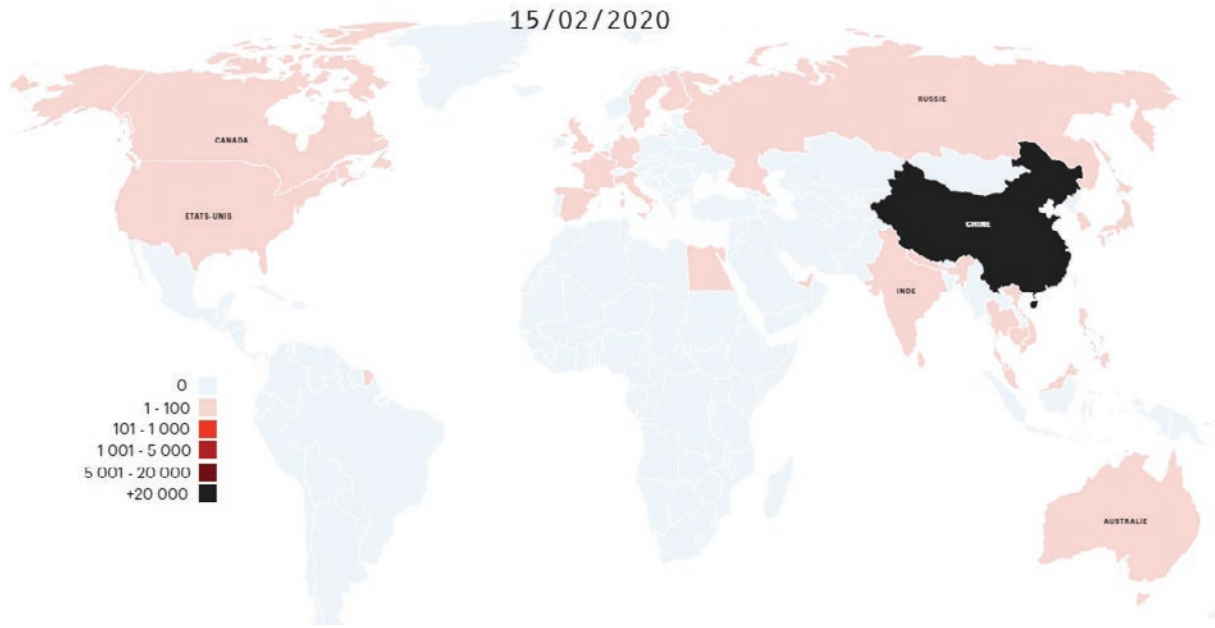 15/02/2020
RUSSIE
CANADA
ETATS-UNIS
CHINE
INDE
0
1 - 100
101 - 1 000
1 001 - 5 000
5 001 - 20 000
+20 000
AUSTRALIE